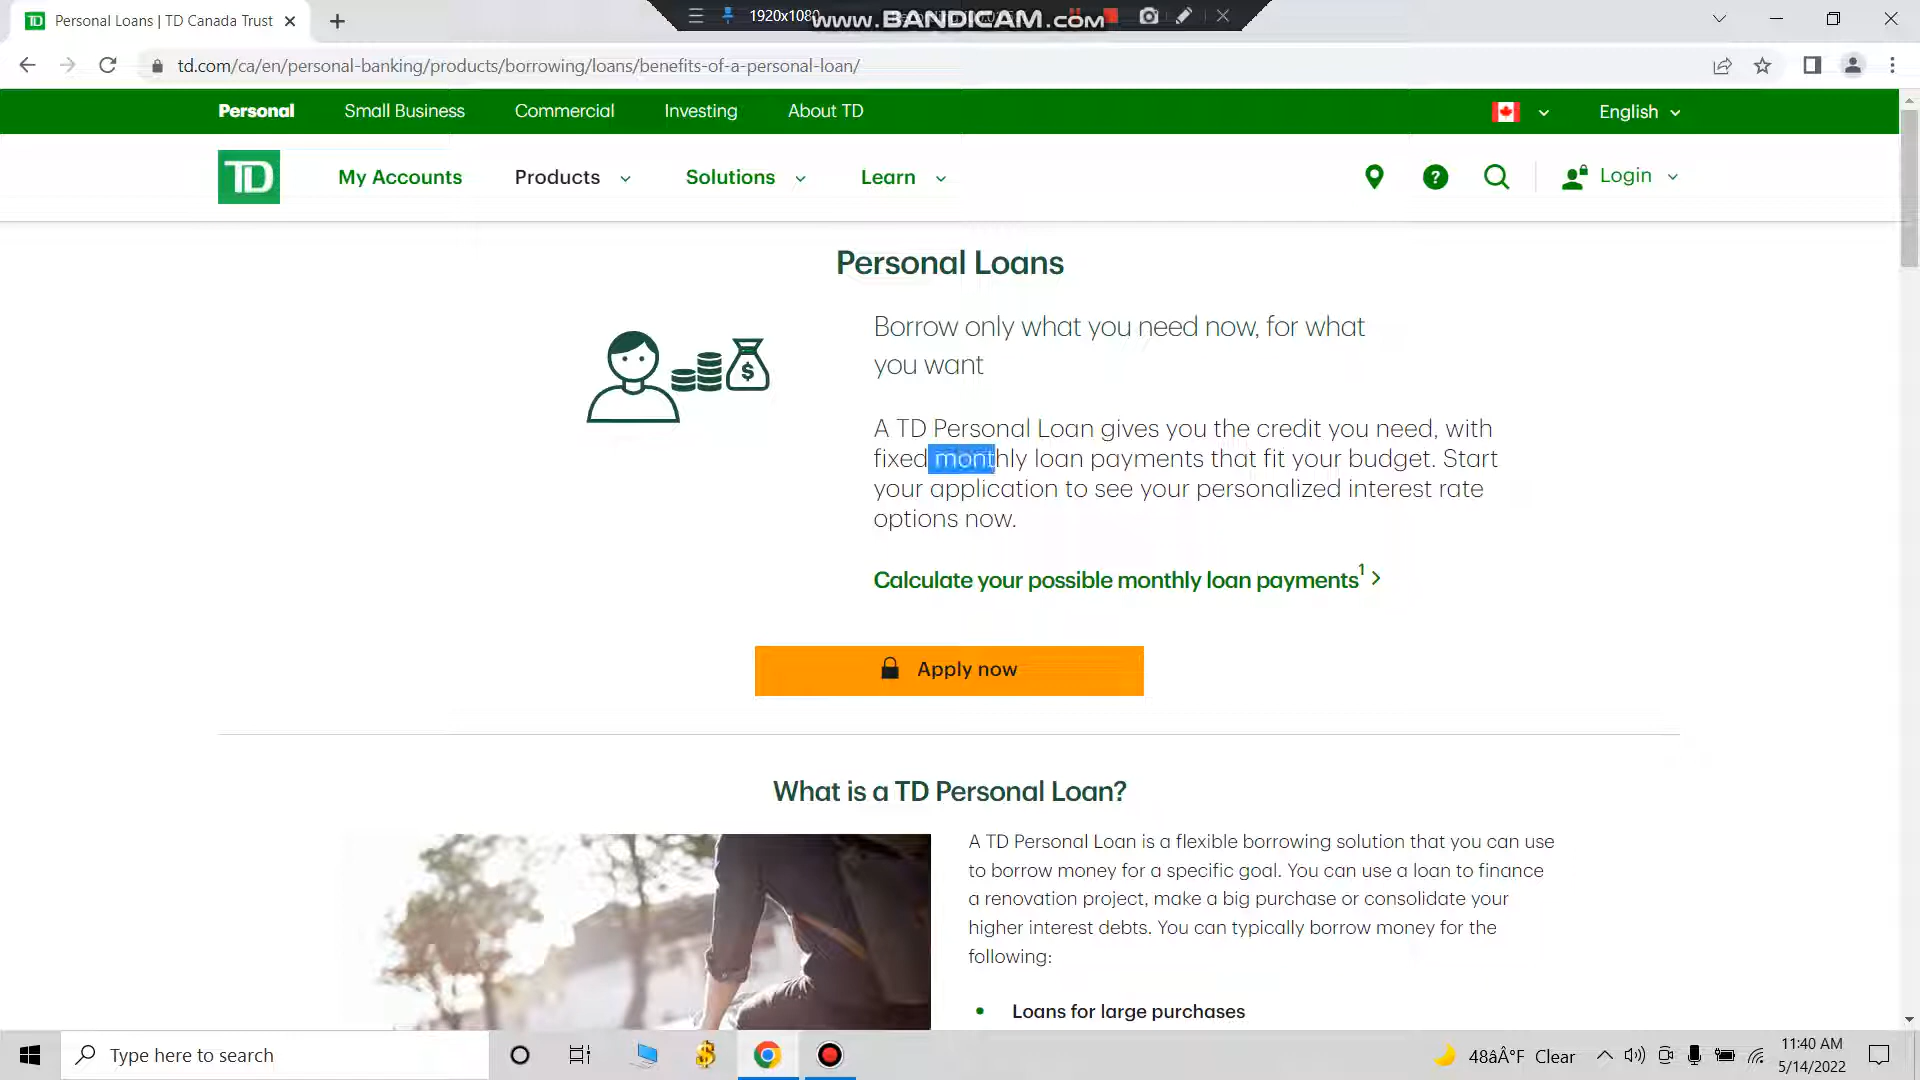 Personal Loans | TD Canada Trust
1920x1080
www.BANDICAM.com
td.com/ca/en/personal-banking/products/borrowing/loans/benefits-of-a-personal-loan/
Personal Small Business Commercial Investing About TD English
TD My Accounts Products Solutions Learn ? Login
Personal Loans
Borrow only what you need now, for what
you want
$
A TD Personal Loan gives you the credit you need, with
fixed monthly loan payments that fit your budget. Start
your application to see your personalized interest rate
options now.
Calculate your possible monthly loan payments1
Apply now
What is a TD Personal Loan?
A TD Personal Loan is a flexible borrowing solution that you can use
to borrow money for a specific goal. You can use a loan to finance
a renovation project, make a big purchase or consolidate your
higher interest debts. You can typically borrow money for the
following:
• Loans for large purchases
Type here to search
48âÂ°F Clear
11:40 AM
5/14/2022